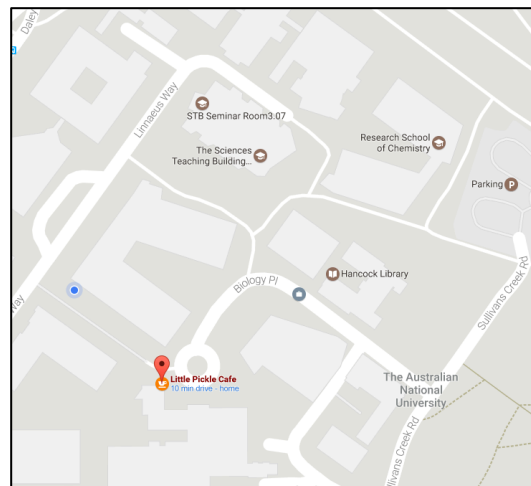 Daley
Linnaeus Way
STB Seminar Room3.07
The Sciences
Teaching Building...
Research School
of Chemistry
Parking
P
Hancock Library
Biology Pl
Sullivans Creek Rd
Way
Little Pickle Cafe
10 min drive - home
The Australian
National
University
Sullivans Creek Rd